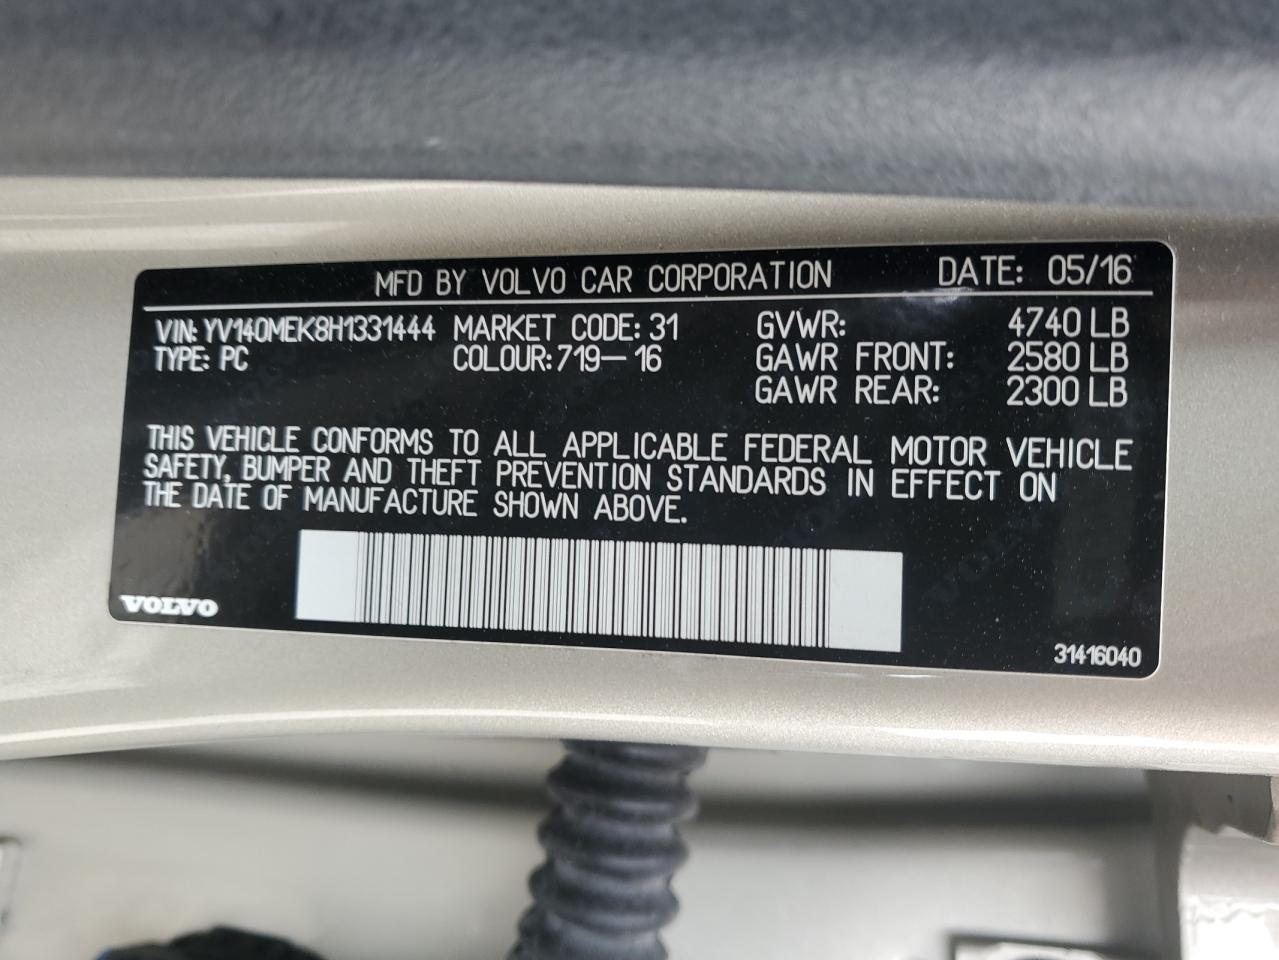 MFD BY VOLVO CAR CORPORATION DATE: 05/16
VIN: YV140MEK8H1331444 MARKET CODE: 31 GVWR: 4740 LB
TYPE: PC COLOUR: 719-16 GAWR FRONT: 2580 LB
GAWR REAR: 2300 LB
THIS VEHICLE CONFORMS TO ALL APPLICABLE FEDERAL MOTOR VEHICLE
SAFETY, BUMPER AND THEFT PREVENTION STANDARDS IN EFFECT ON
THE DATE OF MANUFACTURE SHOWN ABOVE.
VOLVO
31416040